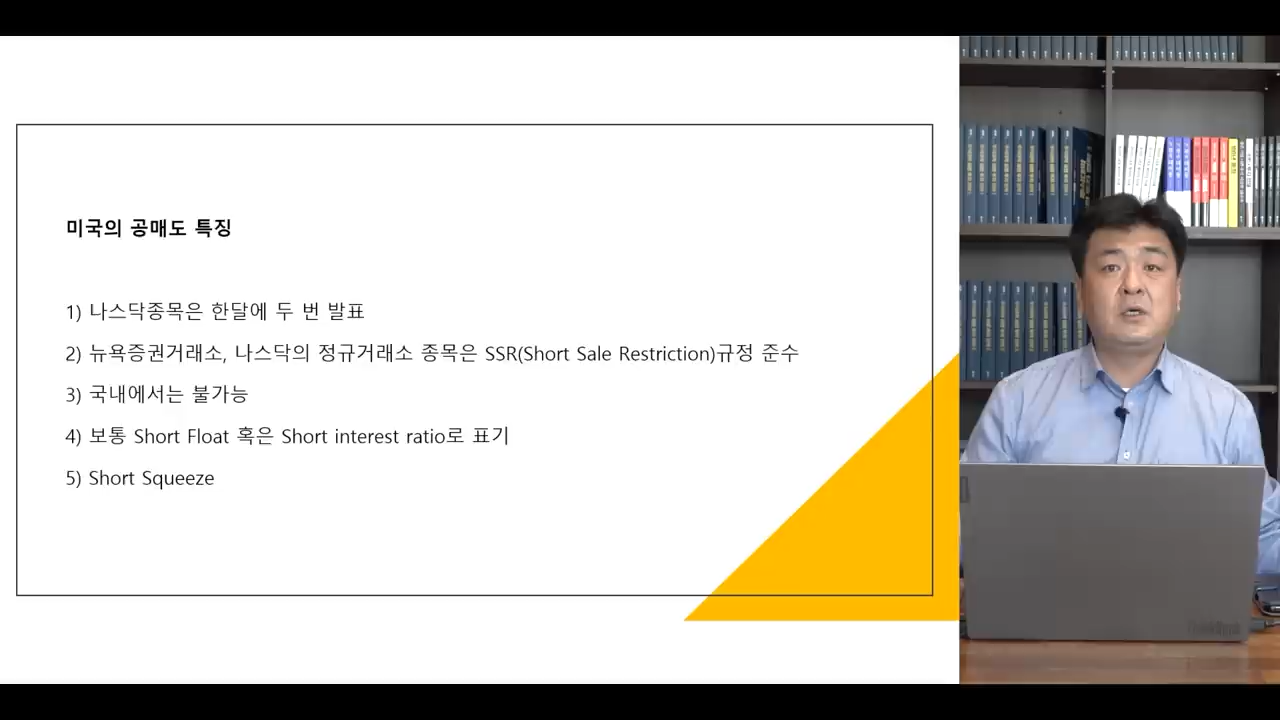 미국의 공매도 특징
1) 나스닥종목은 한달에 두 번 발표
2) 뉴욕증권거래소, 나스닥의 정규거래소 종목은 SSR(Short Sale Restriction)규정 준수
3) 국내에서는 불가능
4) 보통 Short Float 혹은 Short interest ratio로 표기
5) Short Squeeze
ThinkBook